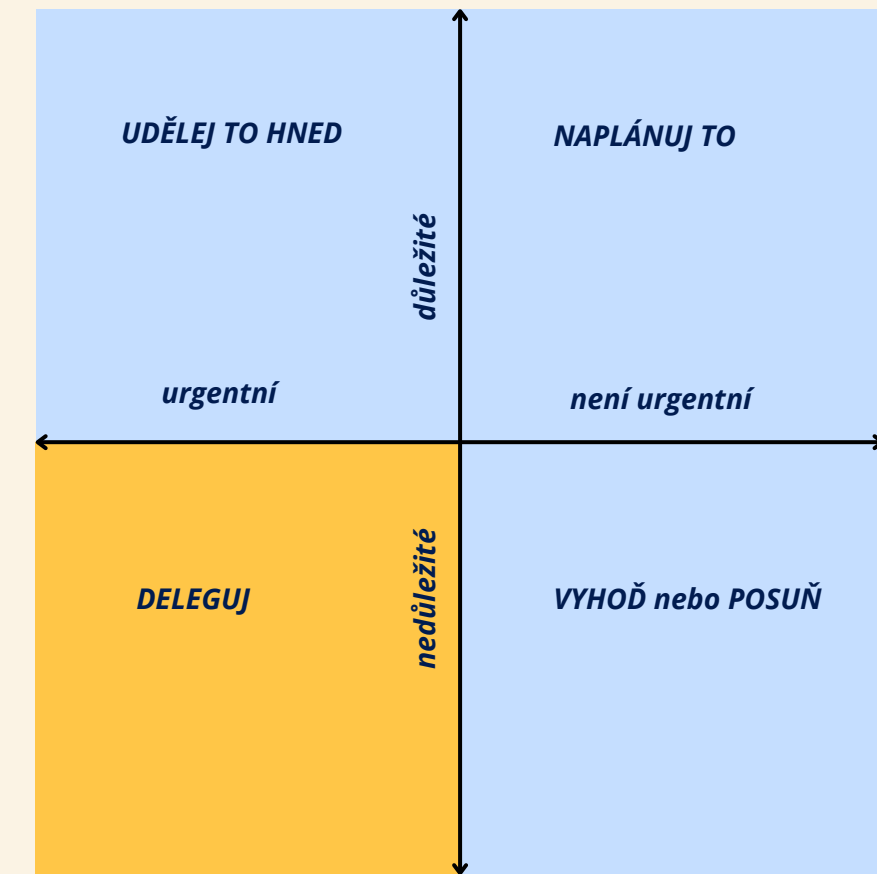 UDĚLEJ TO HNED
NAPLÁNUJ TO
důležité
urgentní
není urgentní
nedůležité
DELEGUJ
VYHOĎ nebo POSUŇ